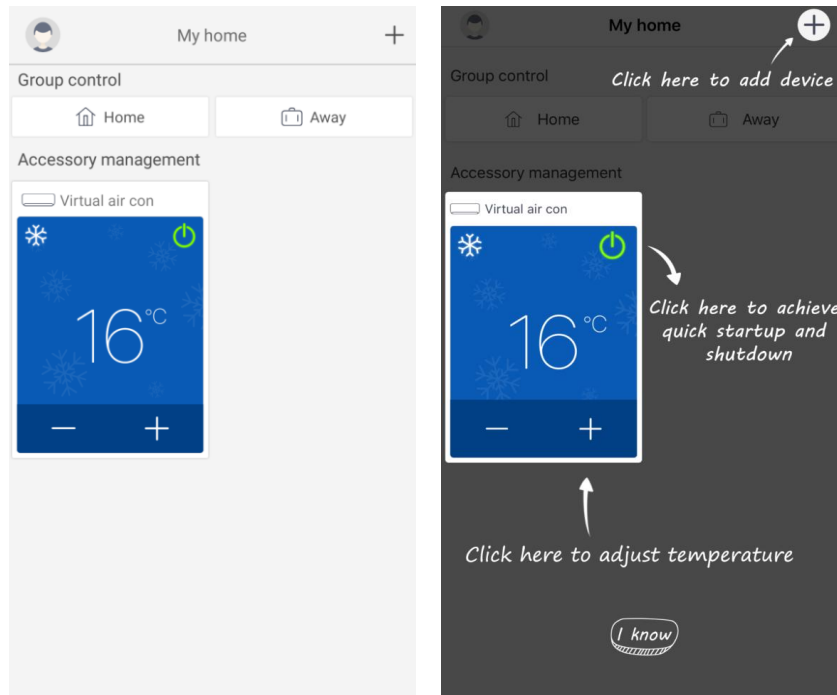 My home
Group control
Home
Away
Accessory management
Virtual air con
16°C
My home
Group control
Click here to add device
Home
Away
Accessory management
Virtual air con
16°C
Click here to achieve
quick startup and
shutdown
Click here to adjust temperature
I know